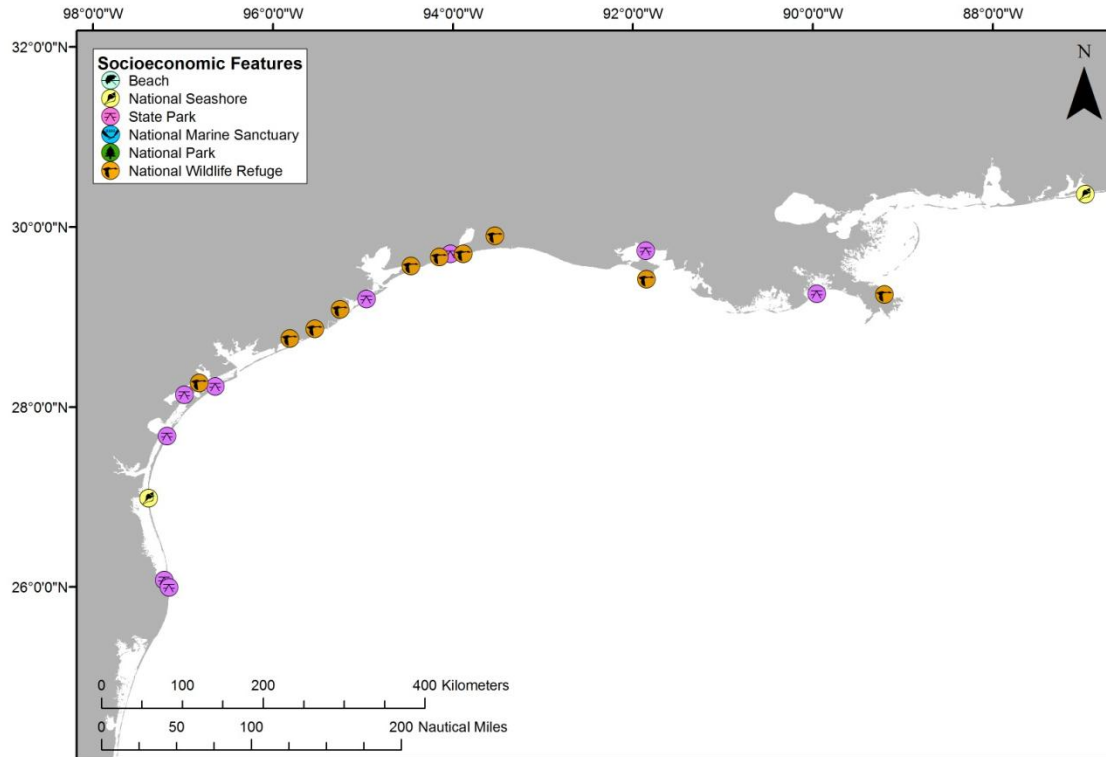 98°0'0"W 96°0'0"W 94°0'0"W 92°0'0"W 90°0'0"W 88°0'0"W
32°0'0"N
Socioeconomic Features
Beach
National Seashore
State Park
National Marine Sanctuary
National Park
National Wildlife Refuge
N
30°0'0"N
28°0'0"N
26°0'0"N
0 100 200 400 Kilometers
0 50 100 200 Nautical Miles